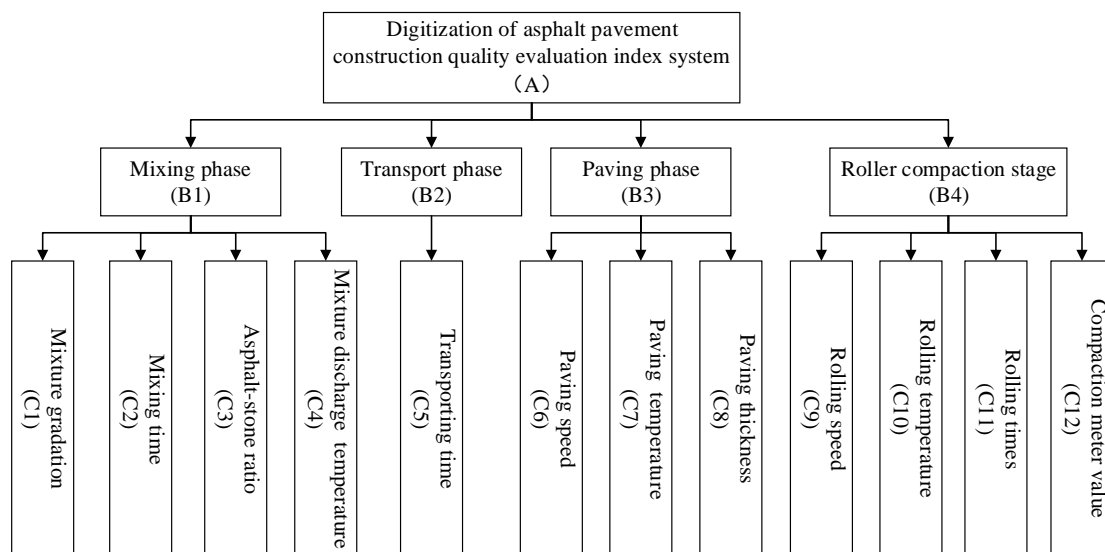 Digitization of asphalt pavement
construction quality evaluation index system
（A）
Mixing phase
(B1)
Transport phase
(B2)
Paving phase
(B3)
Roller compaction stage
(B4)
Mixture gradation
(C1)
Mixing time
(C2)
Asphalt-stone ratio
(C3)
Mixture discharge temperature
(C4)
Transporting time
(C5)
Paving speed
(C6)
Paving temperature
(C7)
Paving thickness
(C8)
Rolling speed
(C9)
Rolling temperature
(C10)
Rolling times
(C11)
Compaction meter value
(C12)